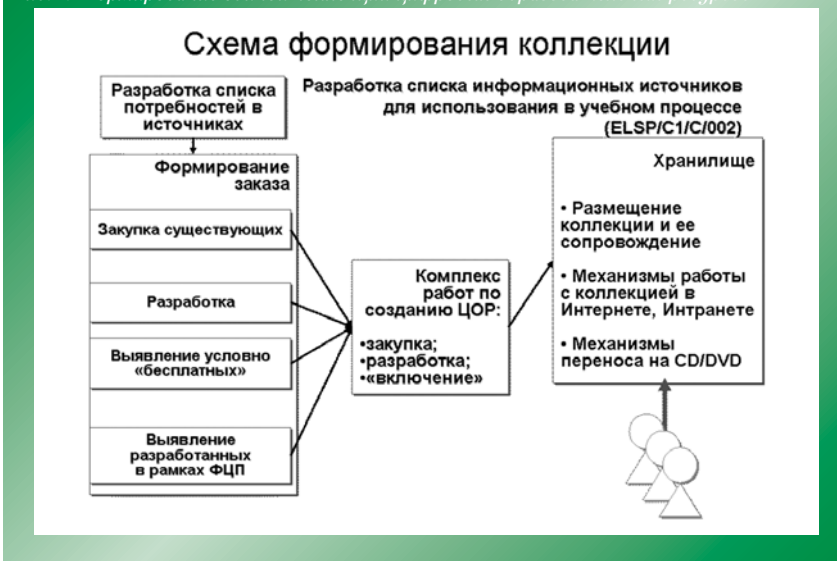 Схема формирования коллекции
Разработка списка
потребностей в
источниках
Разработка списка информационных источников
для использования в учебном процессе
(ELSP/C1/C/002)
Формирование
заказа
Закупка существующих
Разработка
Выявление условно
«бесплатных»
Выявление
разработанных
в рамках ФЦП
Комплекс
работ по
созданию ЦОР:
•закупка;
•разработка;
•«включение»
Хранилище
• Размещение
коллекции и ее
сопровождение
• Механизмы работы
с коллекцией в
Интернете, Интранете
• Механизмы
переноса на CD/DVD